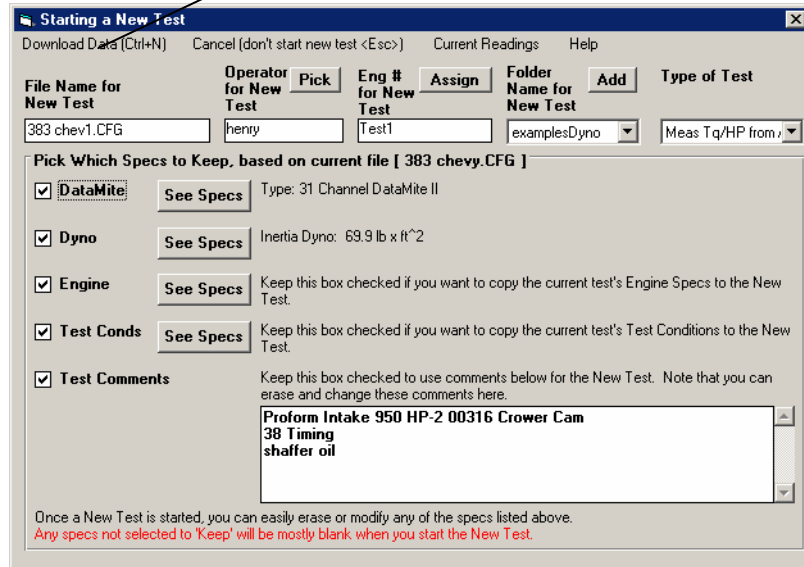 Starting a New Test
Download Data (Ctrl+N) Cancel (don't start new test <Esc>) Current Readings Help
File Name for New Test
Operator for New Test
Pick
Eng # for New Test
Assign
Folder Name for New Test
Add
Type of Test
383 chev1.CFG
henry
Test1
examplesDyno
Meas Tq/HP from
Pick Which Specs to Keep, based on current file [ 383 chevy.CFG ]
DataMite See Specs Type: 31 Channel DataMite II
Dyno See Specs Inertia Dyno: 69.9 lb x ft^2
Engine See Specs Keep this box checked if you want to copy the current test's Engine Specs to the New
Test.
Test Conds See Specs Keep this box checked if you want to copy the current test's Test Conditions to the New
Test.
Test Comments Keep this box checked to use comments below for the New Test. Note that you can
erase and change these comments here.
Proform Intake 950 HP-2 00316 Crower Cam
38 Timing
shaffer oil
Once a New Test is started, you can easily erase or modify any of the specs listed above.
Any specs not selected to 'Keep' will be mostly blank when you start the New Test.